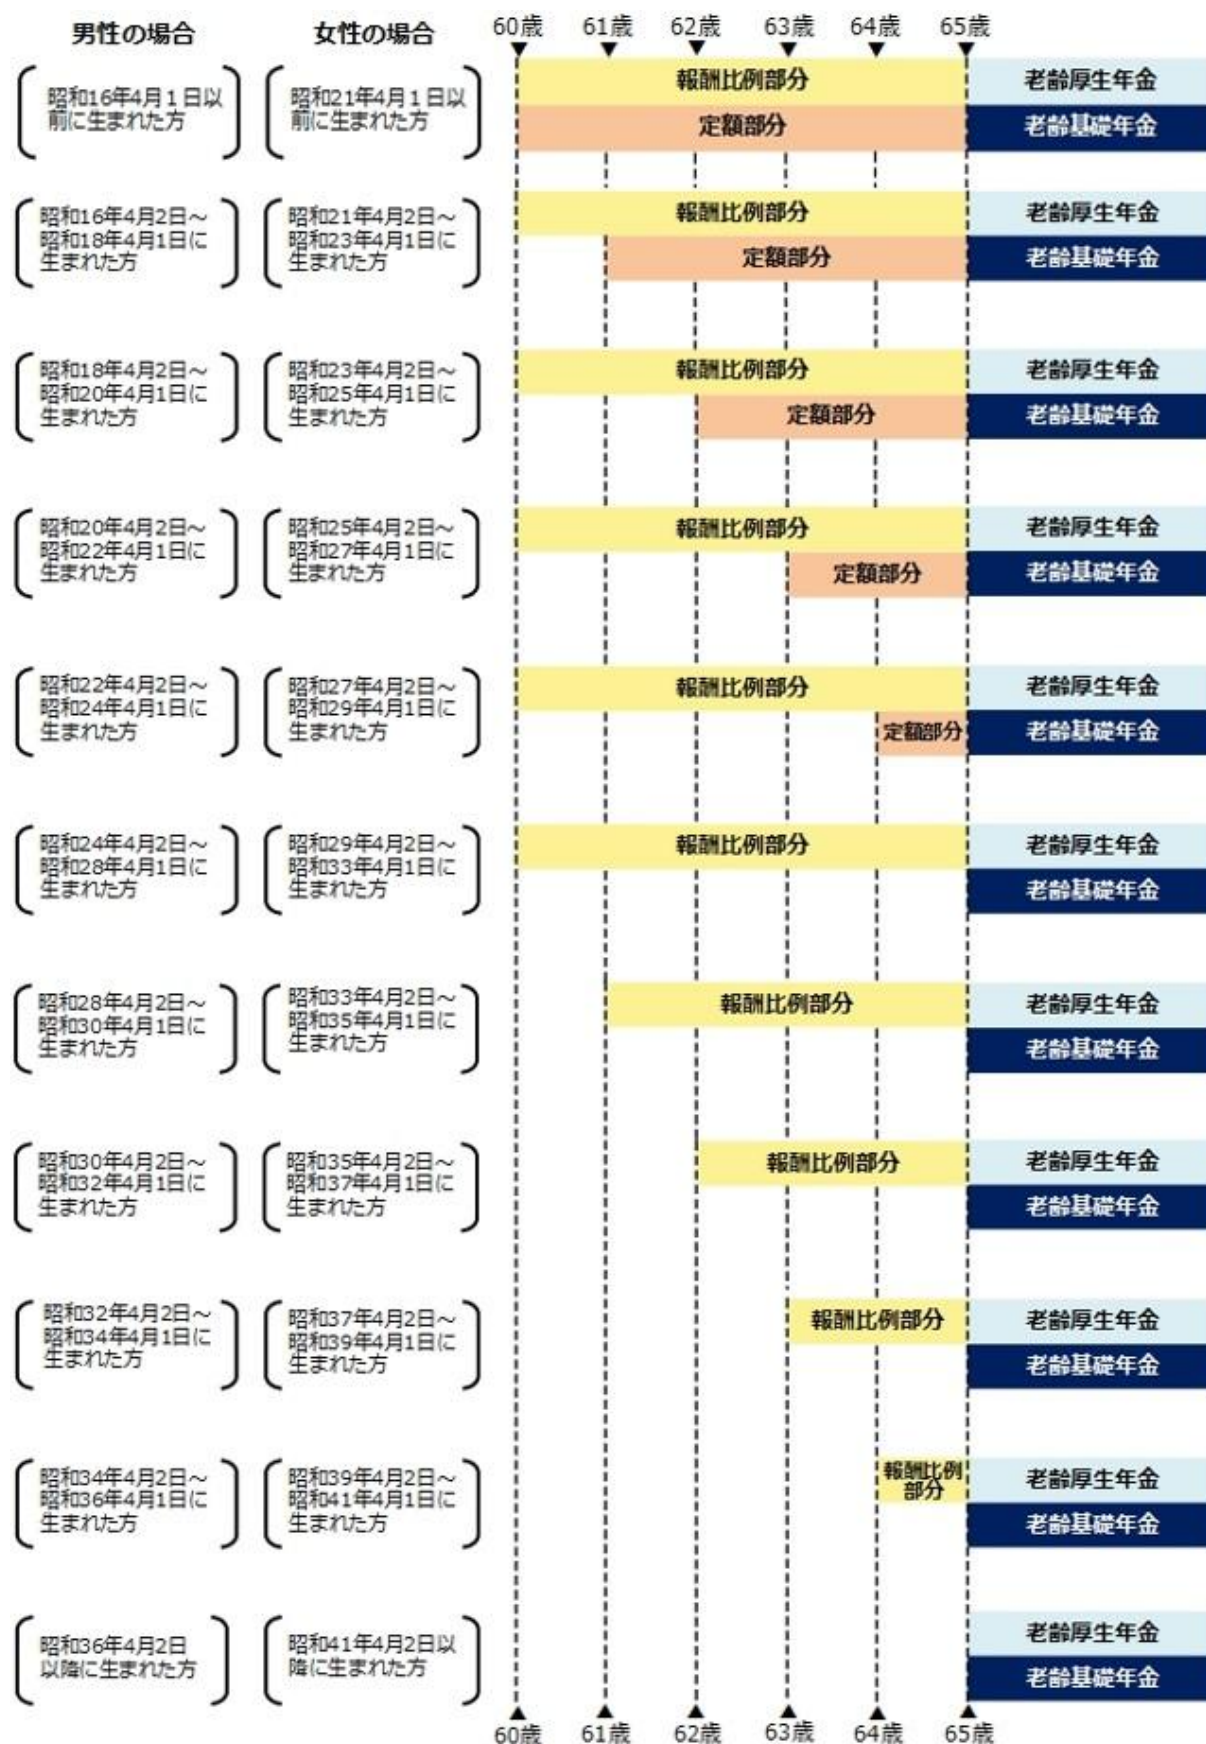 男性の場合
女性の場合
60歳 61歳 62歳 63歳 64歳 65歳
昭和16年4月1日以
前に生まれた方
昭和21年4月1日以
前に生まれた方
報酬比例部分
老齢厚生年金
定額部分
老齢基礎年金
昭和16年4月2日～
昭和18年4月1日に
生まれた方
昭和21年4月2日～
昭和23年4月1日に
生まれた方
報酬比例部分
老齢厚生年金
定額部分
老齢基礎年金
昭和18年4月2日～
昭和20年4月1日に
生まれた方
昭和23年4月2日～
昭和25年4月1日に
生まれた方
報酬比例部分
老齢厚生年金
定額部分
老齢基礎年金
昭和20年4月2日～
昭和22年4月1日に
生まれた方
昭和25年4月2日～
昭和27年4月1日に
生まれた方
報酬比例部分
老齢厚生年金
定額部分
老齢基礎年金
昭和22年4月2日～
昭和24年4月1日に
生まれた方
昭和27年4月2日～
昭和29年4月1日に
生まれた方
報酬比例部分
老齢厚生年金
定額部分
老齢基礎年金
昭和24年4月2日～
昭和28年4月1日に
生まれた方
昭和29年4月2日～
昭和33年4月1日に
生まれた方
報酬比例部分
老齢厚生年金
老齢基礎年金
昭和28年4月2日～
昭和30年4月1日に
生まれた方
昭和33年4月2日～
昭和35年4月1日に
生まれた方
報酬比例部分
老齢厚生年金
老齢基礎年金
昭和30年4月2日～
昭和32年4月1日に
生まれた方
昭和35年4月2日～
昭和37年4月1日に
生まれた方
報酬比例部分
老齢厚生年金
老齢基礎年金
昭和32年4月2日～
昭和34年4月1日に
生まれた方
昭和37年4月2日～
昭和39年4月1日に
生まれた方
報酬比例部分
老齢厚生年金
老齢基礎年金
昭和34年4月2日～
昭和36年4月1日に
生まれた方
昭和39年4月2日～
昭和41年4月1日に
生まれた方
報酬比例
部分
老齢厚生年金
老齢基礎年金
昭和36年4月2日
以降に生まれた方
昭和41年4月2日以
降に生まれた方
老齢厚生年金
老齢基礎年金
60歳 61歳 62歳 63歳 64歳 65歳